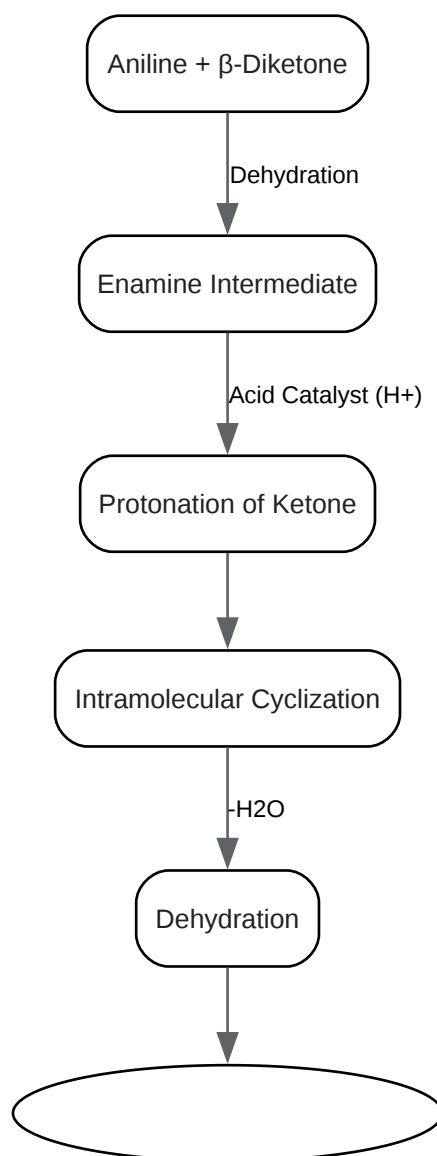 Aniline + β-Diketone
Dehydration
Enamine Intermediate
Acid Catalyst (H+)
Protonation of Ketone
Intramolecular Cyclization
-H2O
Dehydration